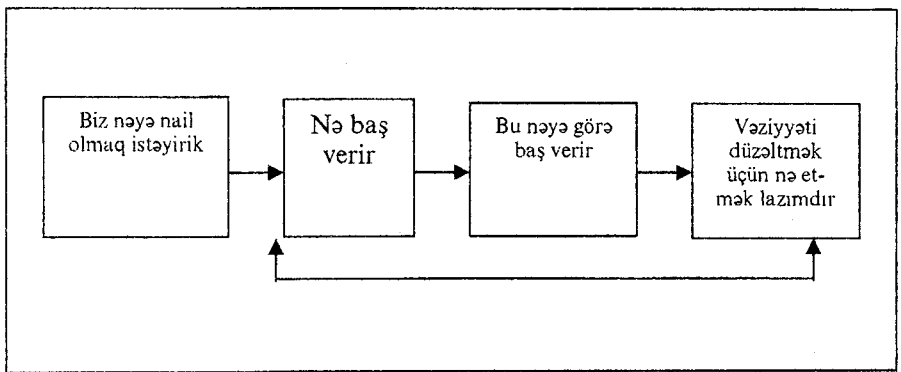 Biz nəyə nail
olmaq istəyirik
Nə baş
verir
Bu nəyə görə
baş verir
Vəziyyəti
düzəltmək
üçün nə et-
mək lazımdır